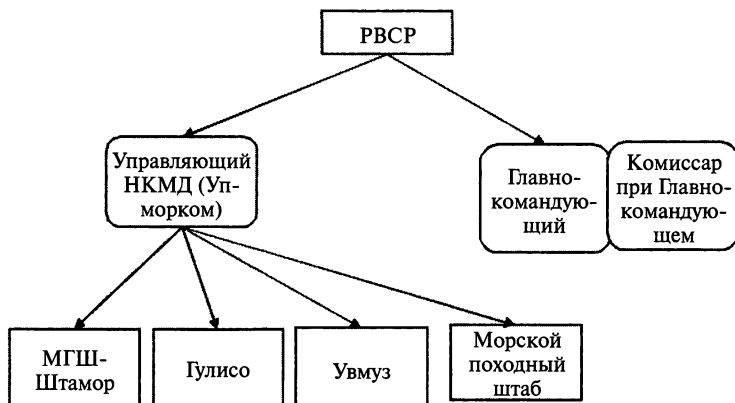 РВСР
Управляющий
НКМД (Уп-
морком)
Главно-
командую-
щий
Комиссар
при Главно-
командую-
щем
МГШ-
Штамор
Гулисо
Увмуз
Морской
походный
штаб